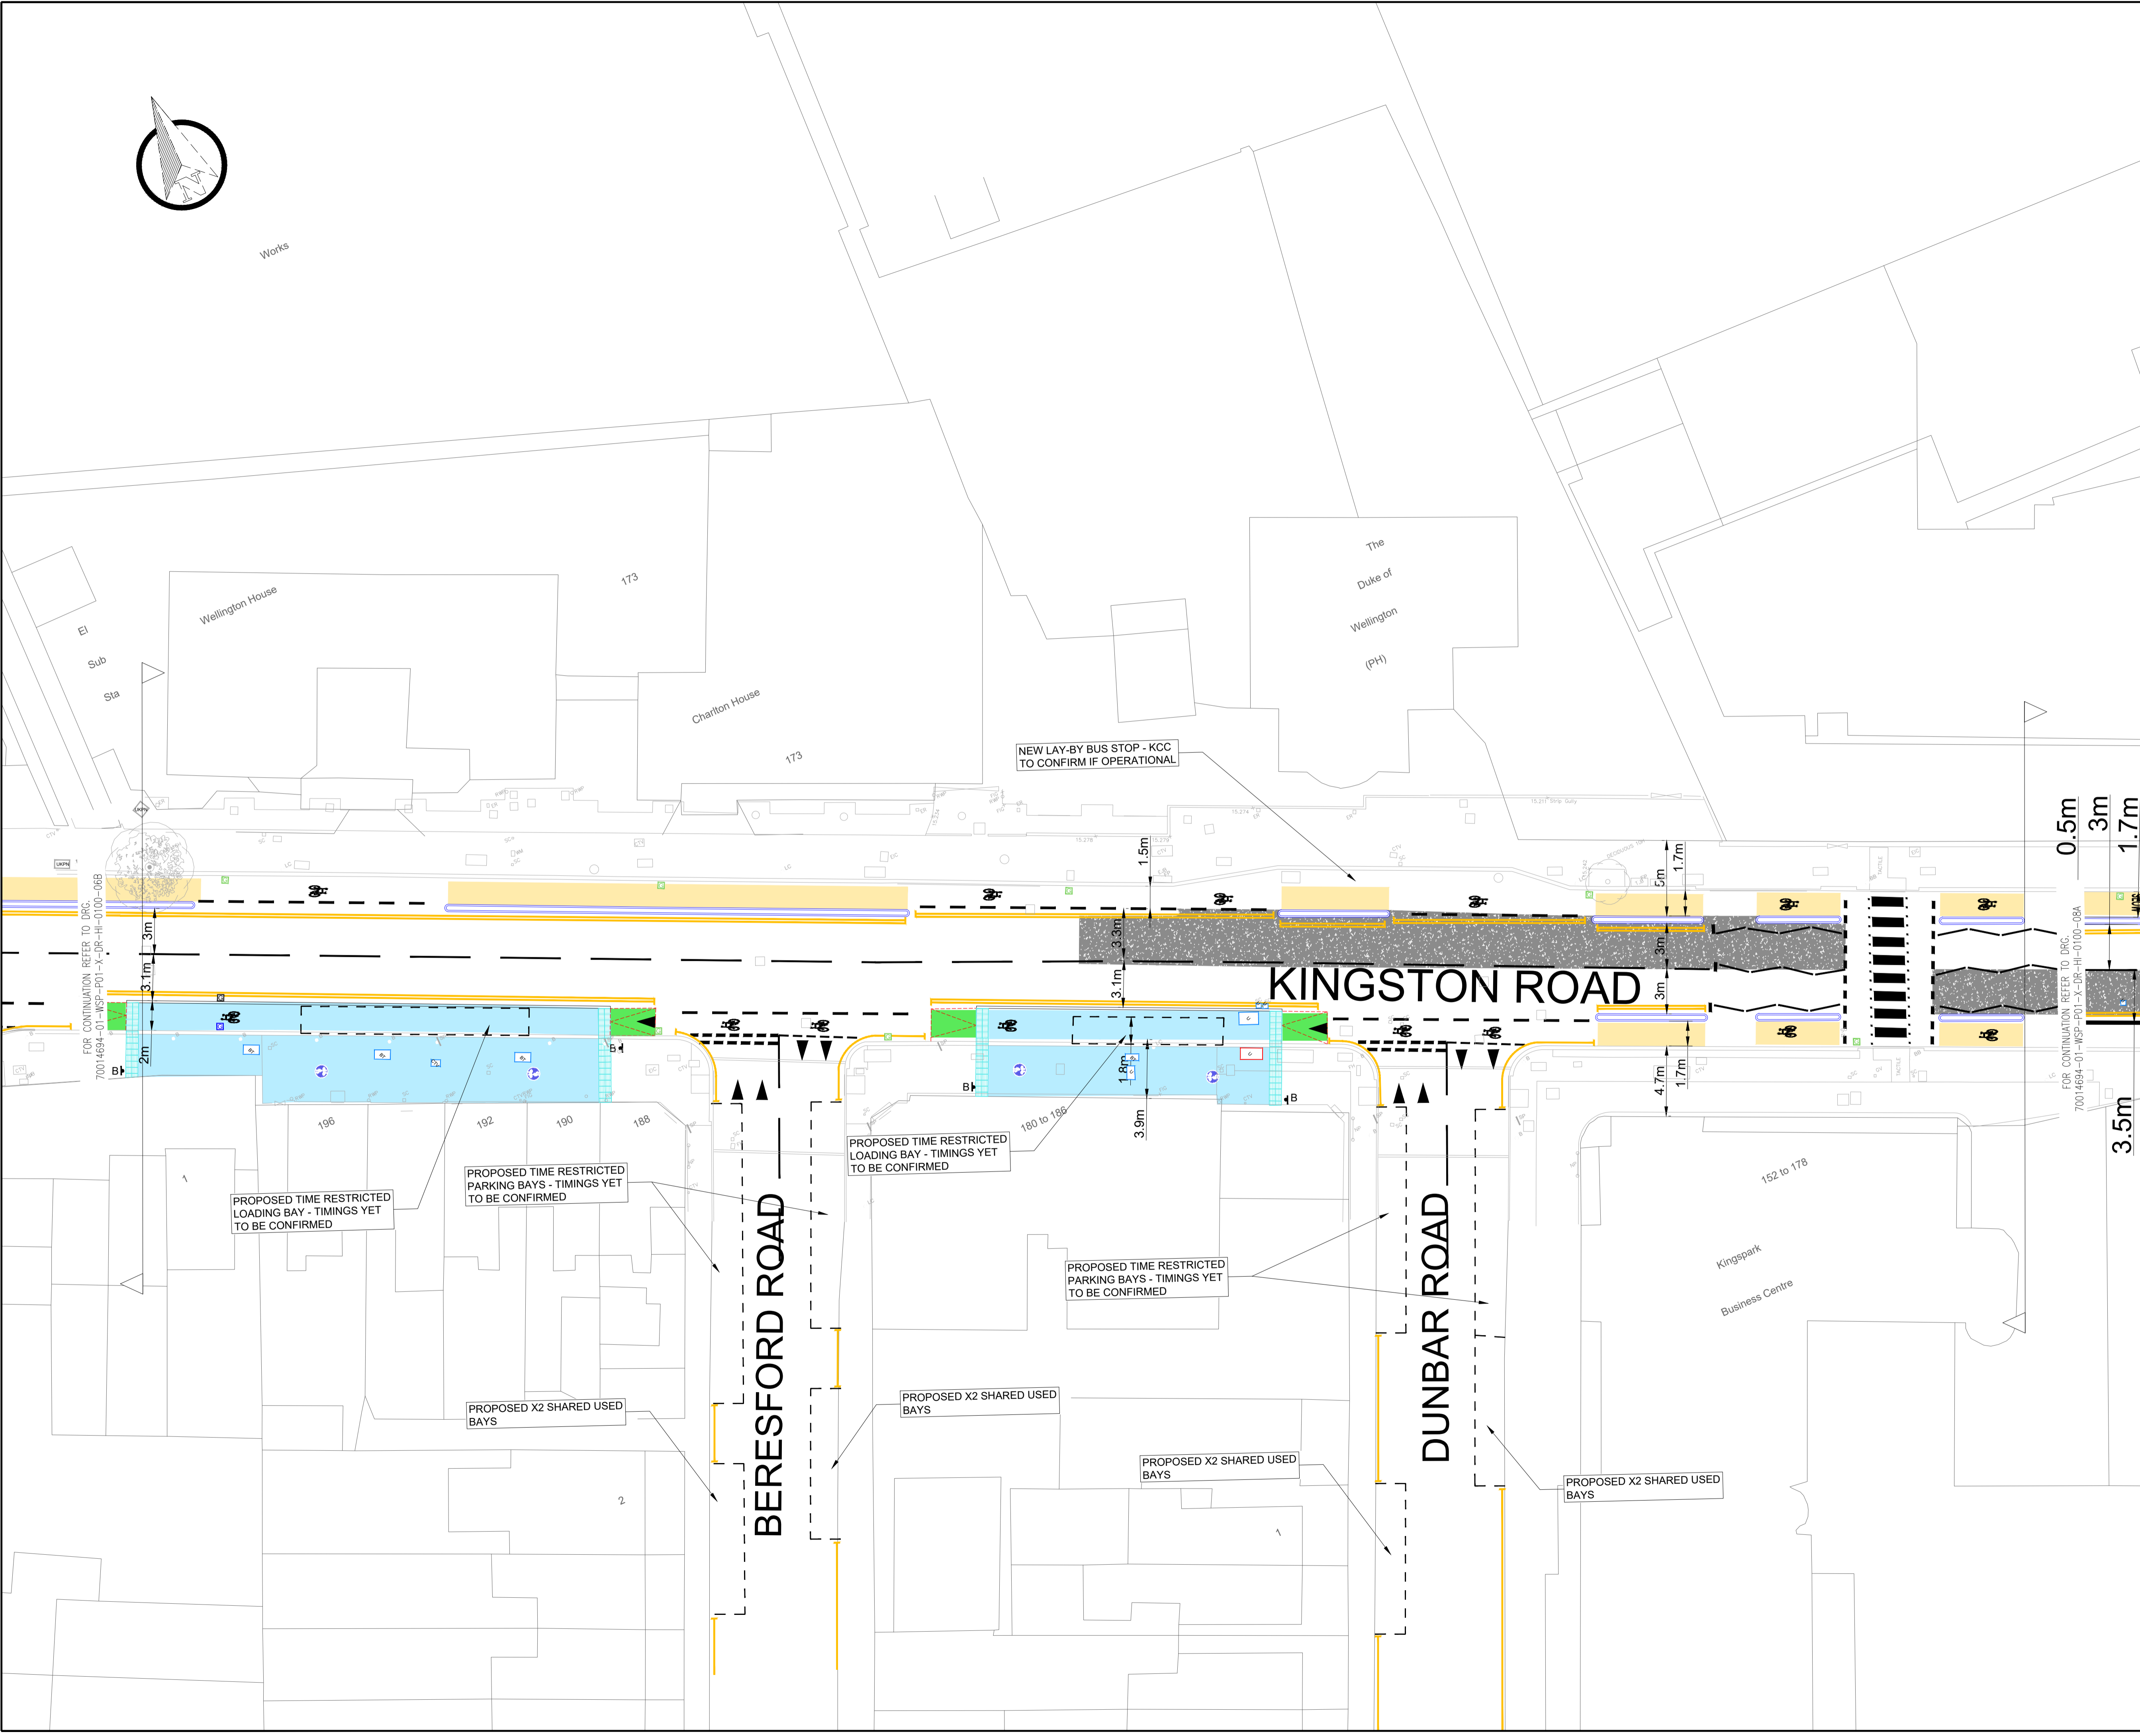 N
Works
El
Sub
Sta
Wellington House
173
Charlton House
173
The
Duke of
Wellington
(PH)
NEW LAY-BY BUS STOP - KCC
TO CONFIRM IF OPERATIONAL
UKPN
UKPN
FOR CONTINUATION REFER TO DRG.
70014694-01-WSP-P01-X-DR-HI-0100-06B
3m
3.1m
2m
1.5m
3.3m
3.1m
1.8m
3.9m
KINGSTON ROAD
5m
1.7m
3m
3m
4.7m
1.7m
TACTILE
TACTILE
FOR CONTINUATION REFER TO DRG.
70014694-01-WSP-P01-X-DR-HI-0100-08A
0.5m
3m
1.7m
3.5m
B
B
B
B
196
192
190
188
180 to 186
152 to 178
Kingspark
Business Centre
1
2
1
PROPOSED TIME RESTRICTED
LOADING BAY - TIMINGS YET
TO BE CONFIRMED
PROPOSED TIME RESTRICTED
PARKING BAYS - TIMINGS YET
TO BE CONFIRMED
PROPOSED TIME RESTRICTED
LOADING BAY - TIMINGS YET
TO BE CONFIRMED
PROPOSED TIME RESTRICTED
PARKING BAYS - TIMINGS YET
TO BE CONFIRMED
BERESFORD ROAD
DUNBAR ROAD
PROPOSED X2 SHARED USED
BAYS
PROPOSED X2 SHARED USED
BAYS
PROPOSED X2 SHARED USED
BAYS
PROPOSED X2 SHARED USED
BAYS